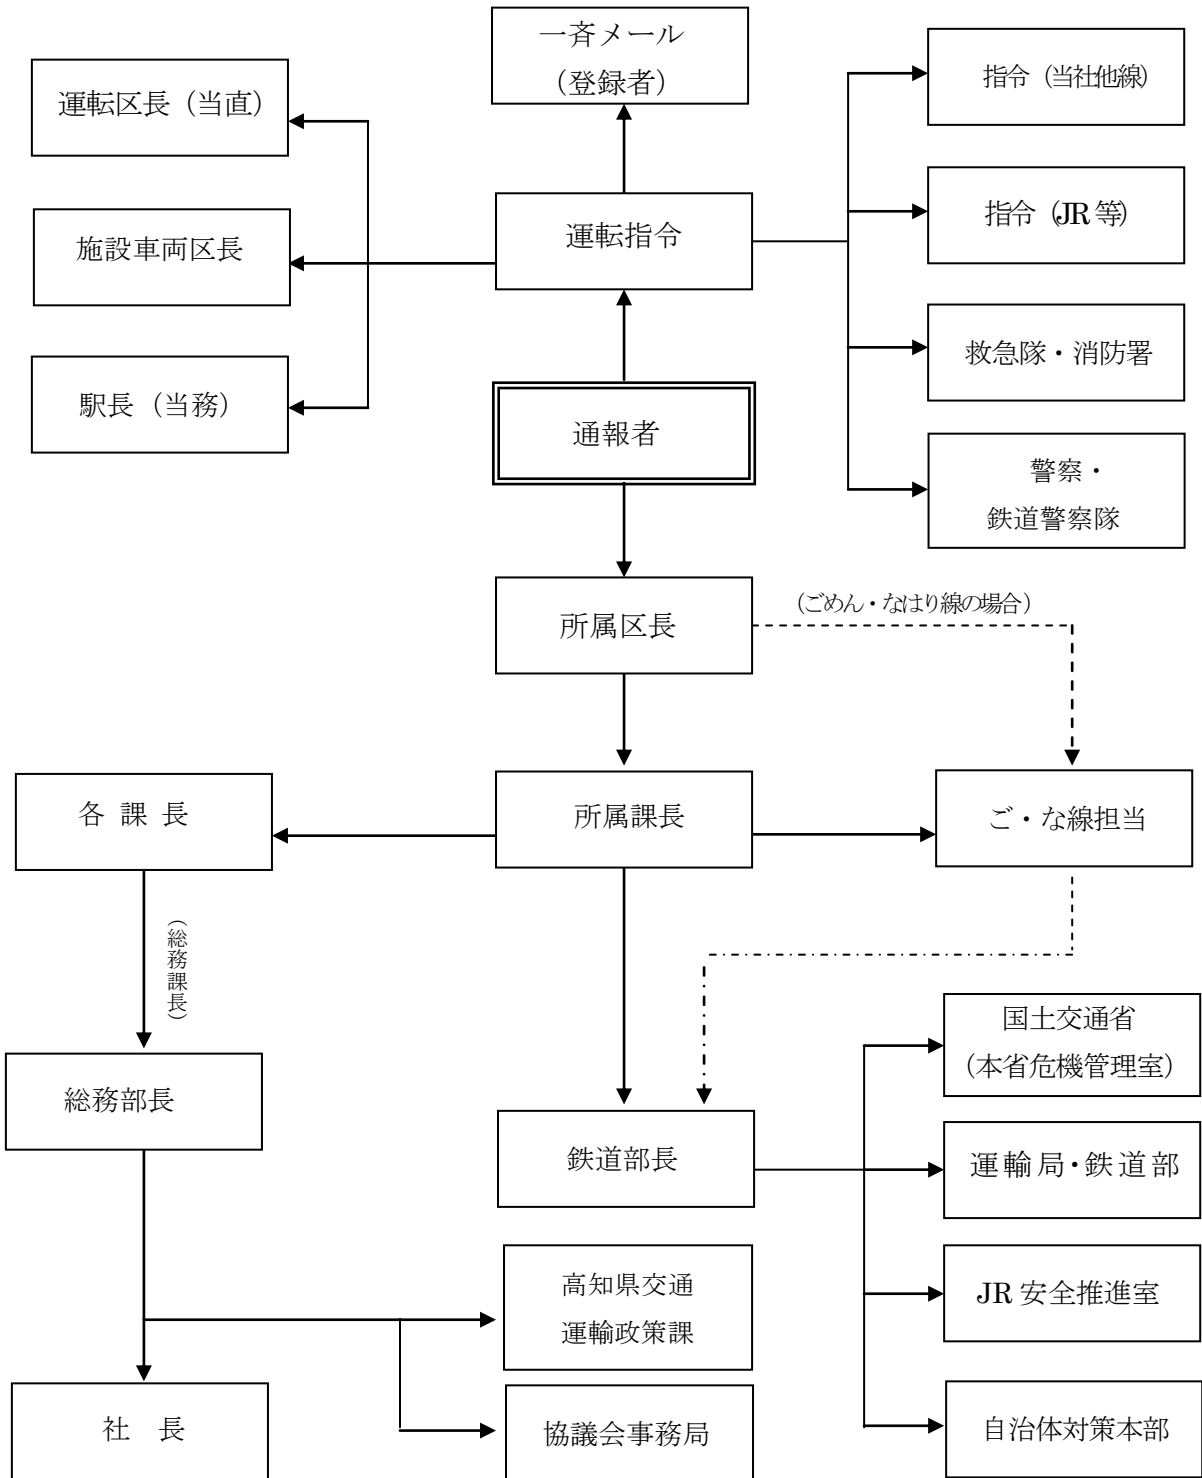 一斉メール
(登録者)
運転区長(当直)
指令(当社他線)
施設車両区長
運転指令
指令(JR等)
駅長(当務)
通報者
救急隊・消防署
警察・
鉄道警察隊
所属区長
(ごめん・なはり線の場合)
各課長
所属課長
ご・な線担当
(総務課長)
総務部長
鉄道部長
国土交通省
(本省危機管理室)
運輸局・鉄道部
高知県交通
運輸政策課
JR安全推進室
社 長
協議会事務局
自治体対策本部